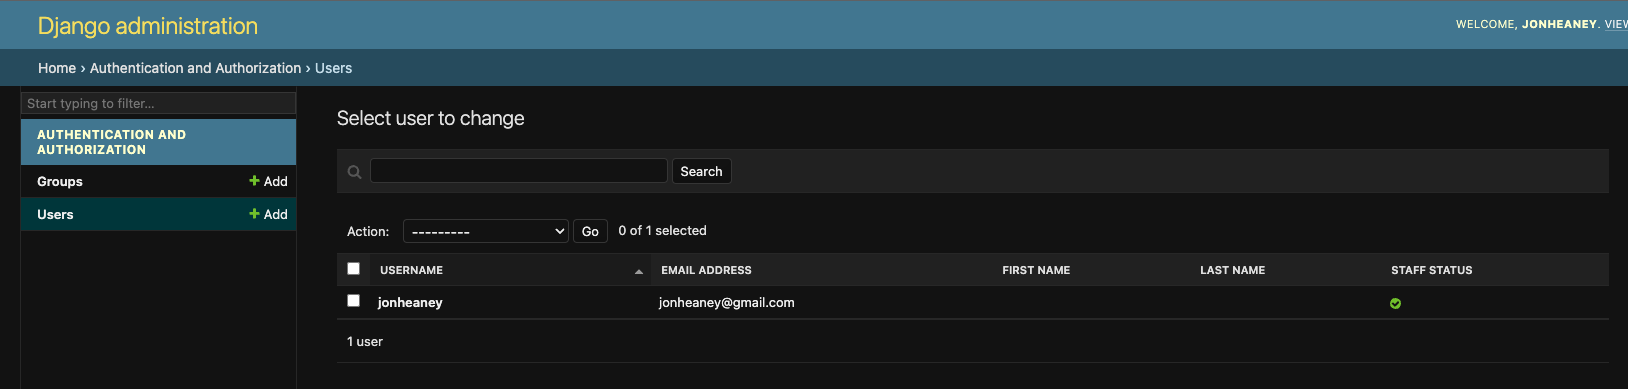 Django administration
WELCOME, JONHEANEY. VIEW
Home › Authentication and Authorization › Users
Start typing to filter...
AUTHENTICATION AND
AUTHORIZATION
Groups + Add
Users + Add
Select user to change
Search
Action: --------- Go 0 of 1 selected
USERNAME EMAIL ADDRESS FIRST NAME LAST NAME STAFF STATUS
jonheaney jonheaney@gmail.com
1 user